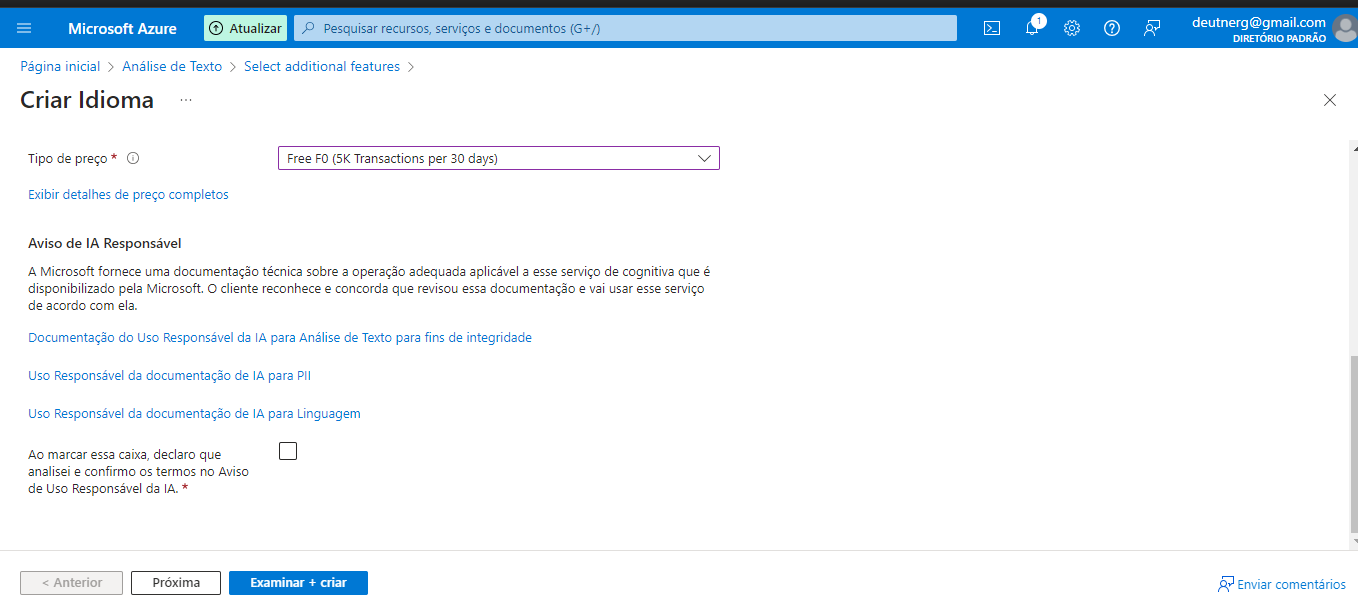 Microsoft Azure
Atualizar
Pesquisar recursos, serviços e documentos (G+/)
1
deutnerg@gmail.com
DIRETÓRIO PADRÃO
Página inicial > Análise de Texto > Select additional features >
Criar Idioma ...
Tipo de preço *
Free F0 (5K Transactions per 30 days)
Exibir detalhes de preço completos
Aviso de IA Responsável
A Microsoft fornece uma documentação técnica sobre a operação adequada aplicável a esse serviço de cognitiva que é
disponibilizado pela Microsoft. O cliente reconhece e concorda que revisou essa documentação e vai usar esse serviço
de acordo com ela.
Documentação do Uso Responsável da IA para Análise de Texto para fins de integridade
Uso Responsável da documentação de IA para PII
Uso Responsável da documentação de IA para Linguagem
Ao marcar essa caixa, declaro que
analisei e confirmo os termos no Aviso
de Uso Responsável da IA. *
< Anterior
Próxima
Examinar + criar
Enviar comentários